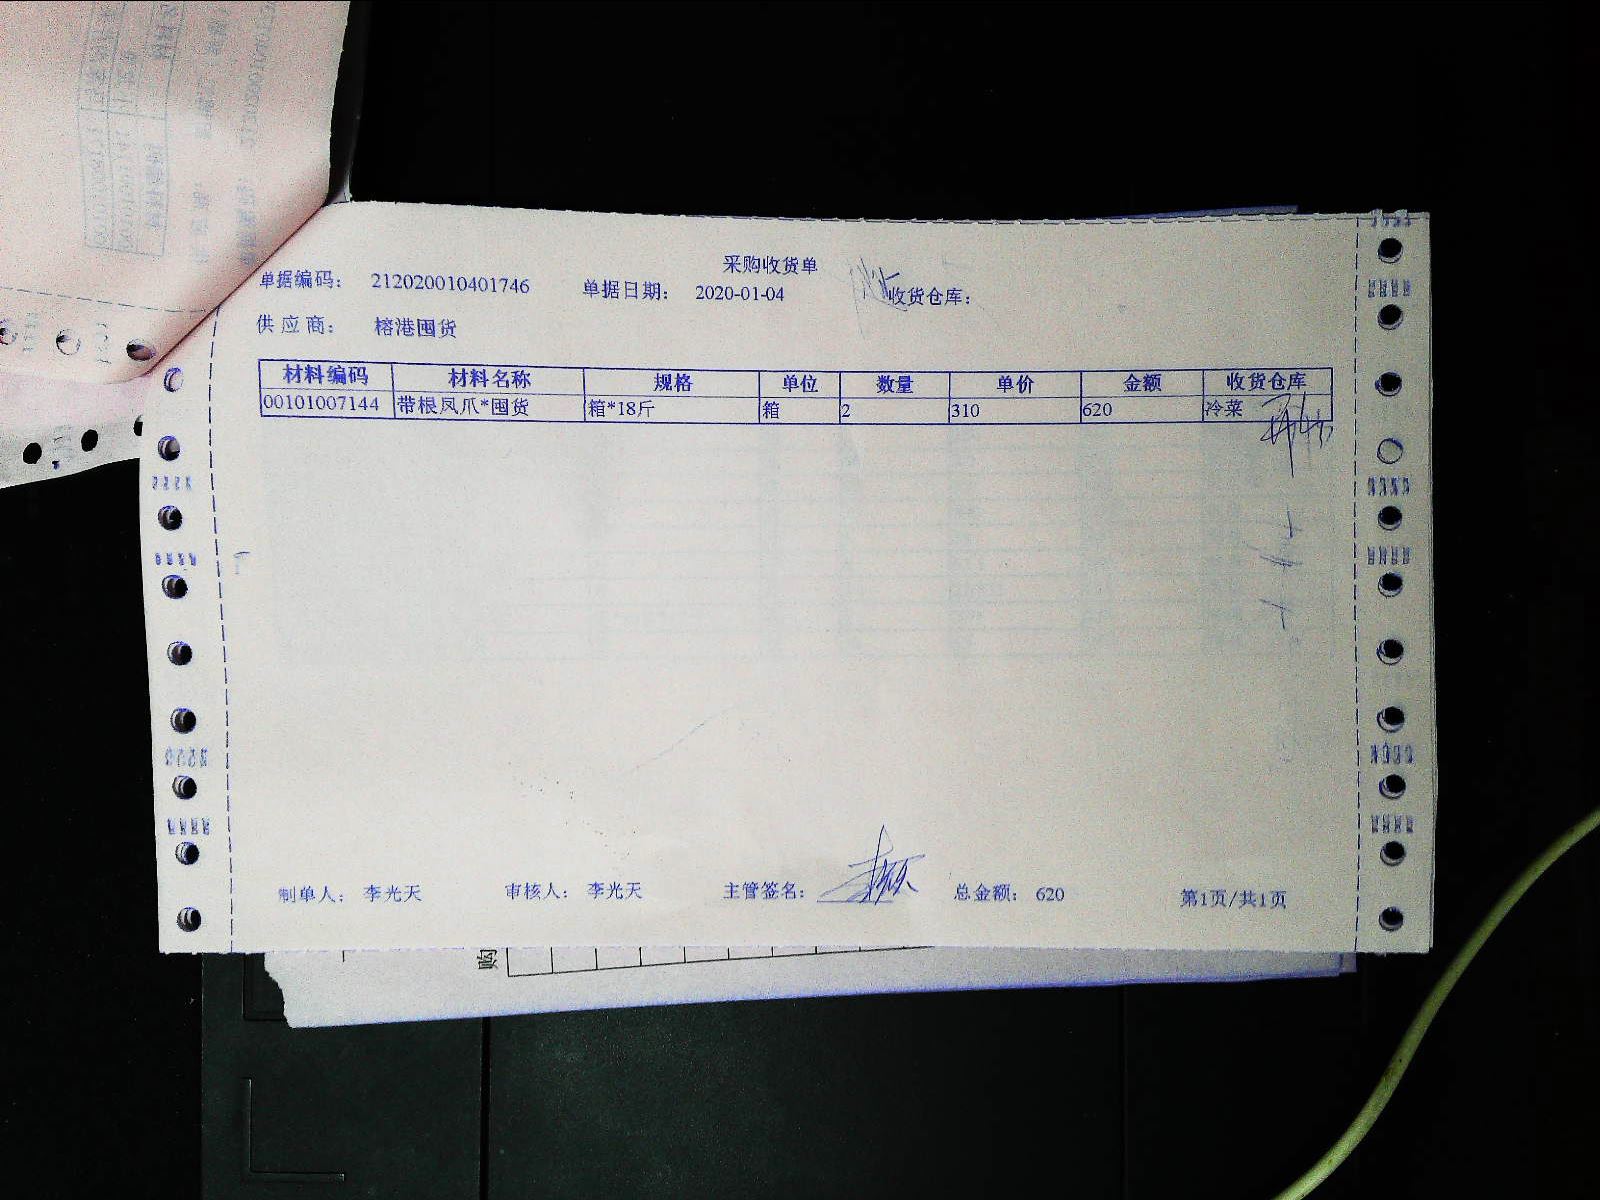 采购收货单
单据编码： 212020010401746 单据日期： 2020-01-04 收货仓库：
供应商： 榕港囤货
材料编码 材料名称 规格 单位 数量 单价 金额 收货仓库
00101007144 带根凤爪*囤货 箱*18斤 箱 2 310 620 冷菜
制单人： 李光天 审核人： 李光天 主管签名： 总金额： 620 第1页/共1页
购